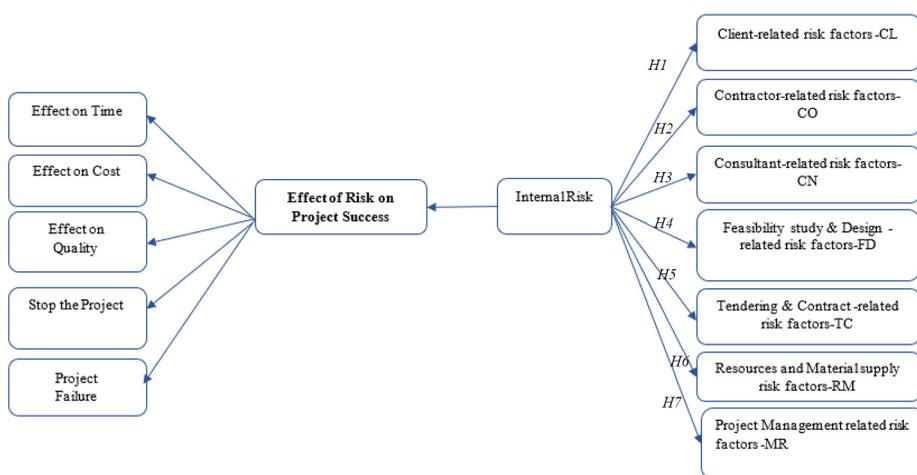 Effect on Time
Effect on Cost
Effect on
Quality
Stop the Project
Project
Failure
Effect of Risk on
Project Success
Internal Risk
H1
H2
H3
H4
H5
H6
H7
Client-related risk factors -CL
Contractor-related risk factors-
CO
Consultant-related risk factors-
CN
Feasibility study & Design -
related risk factors-FD
Tendering & Contract -related
risk factors-TC
Resources and Material supply
risk factors-RM
Project Management related risk
factors -MR